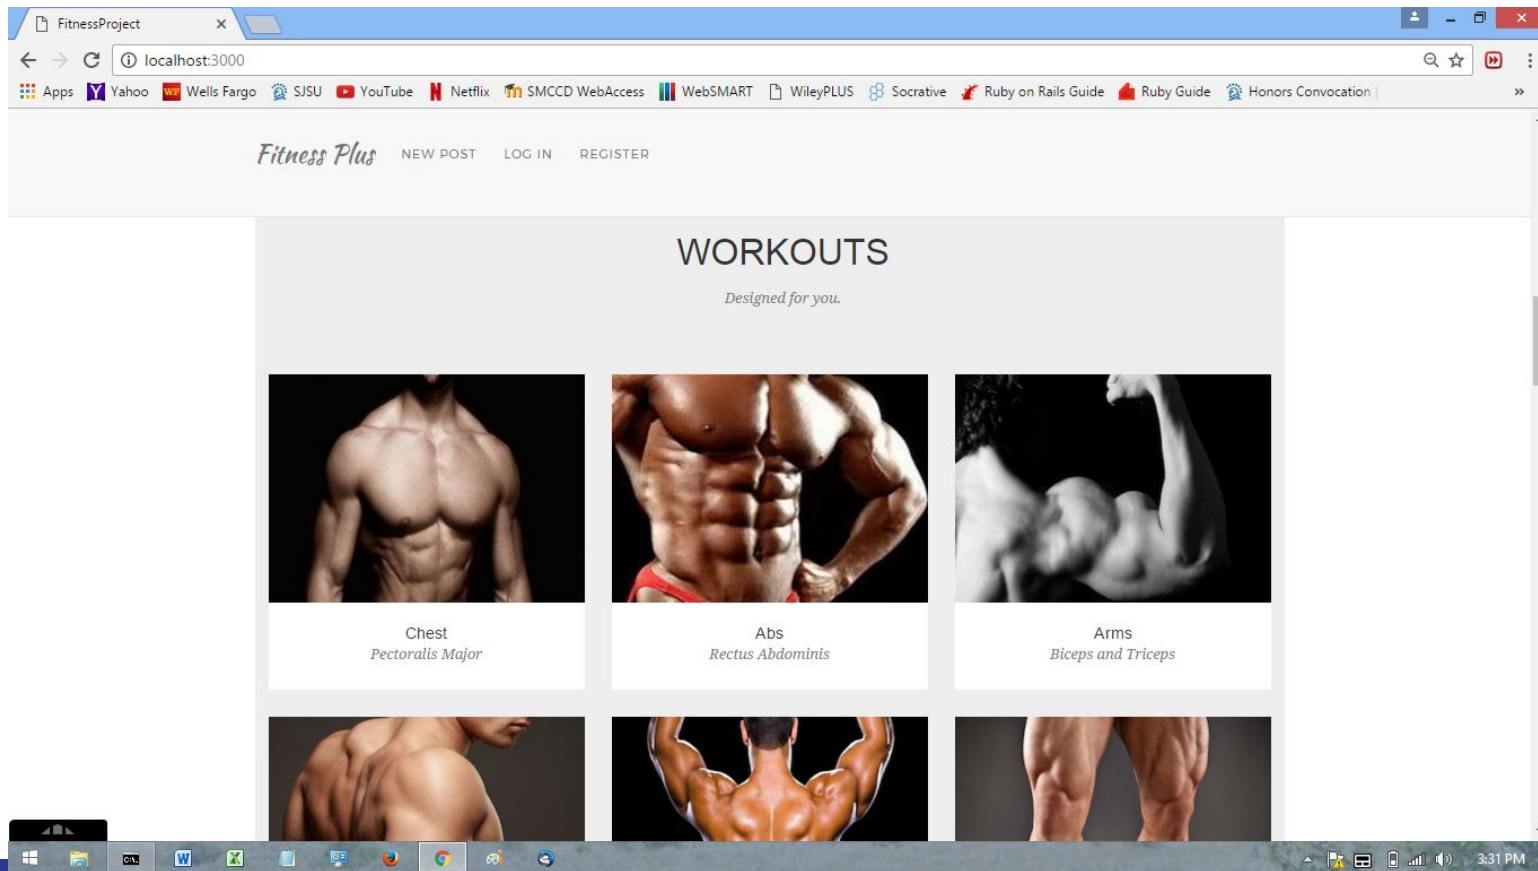 FitnessProject
localhost:3000
Apps Yahoo Wells Fargo SJSU YouTube Netflix SMCCD WebAccess WebSMART WileyPLUS Socrative Ruby on Rails Guide Ruby Guide Honors Convocation |
Fitness Plus NEW POST LOG IN REGISTER
WORKOUTS
Designed for you.
Chest
Pectoralis Major
Abs
Rectus Abdominis
Arms
Biceps and Triceps
3:31 PM